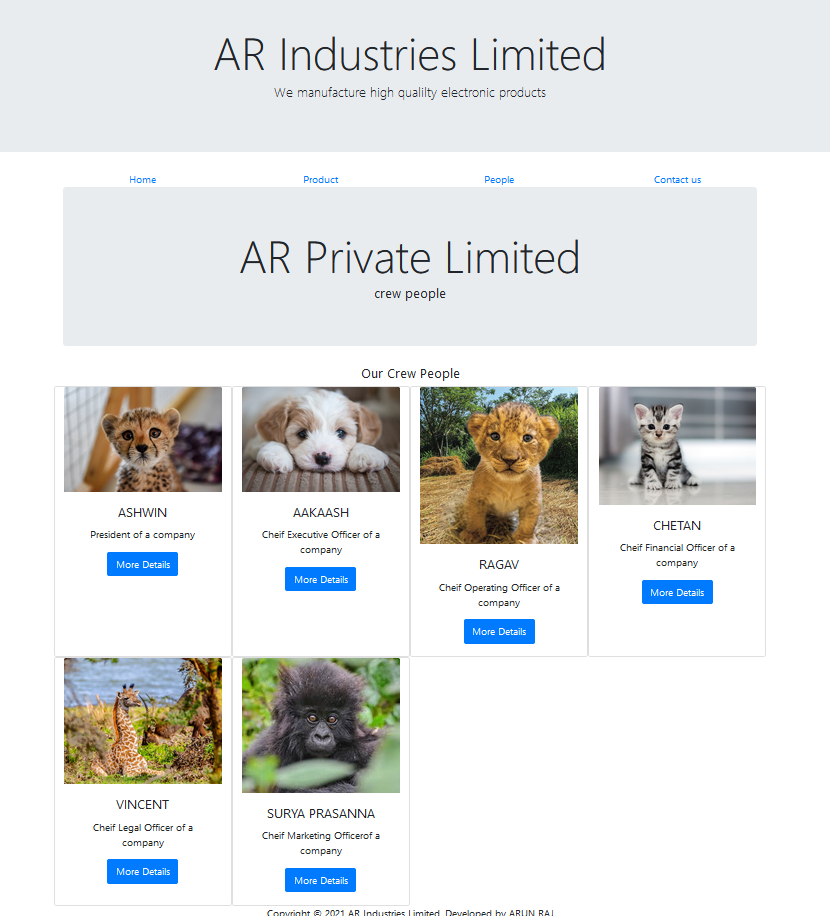 AR Industries Limited
We manufacture high qualilty electronic products
Home
Product
People
Contact us
AR Private Limited
crew people
Our Crew People
ASHWIN
President of a company
More Details
AAKAASH
Cheif Executive Officer of a
company
More Details
RAGAV
Cheif Operating Officer of a
company
More Details
CHETAN
Cheif Financial Officer of a
company
More Details
VINCENT
Cheif Legal Officer of a
company
More Details
SURYA PRASANNA
Cheif Marketing Officerof a
company
More Details
Copyright © 2021 AR Industries Limited. Developed by ARUN RAJ